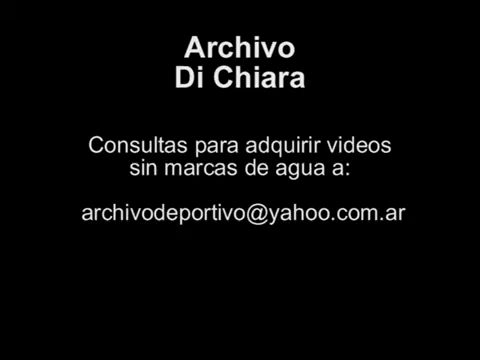 Archivo
Di Chiara
Consultas para adquirir videos
sin marcas de agua a:
archivodeportivo@yahoo.com.ar